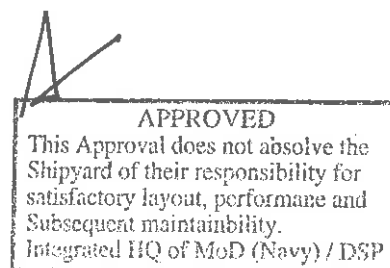 APPROVED
This Approval does not absolve the
Shipyard of their responsibility for
satisfactory layout, performane and
Subsequent maintainbility.
Integrated HQ of MoD (Navy) / DSP